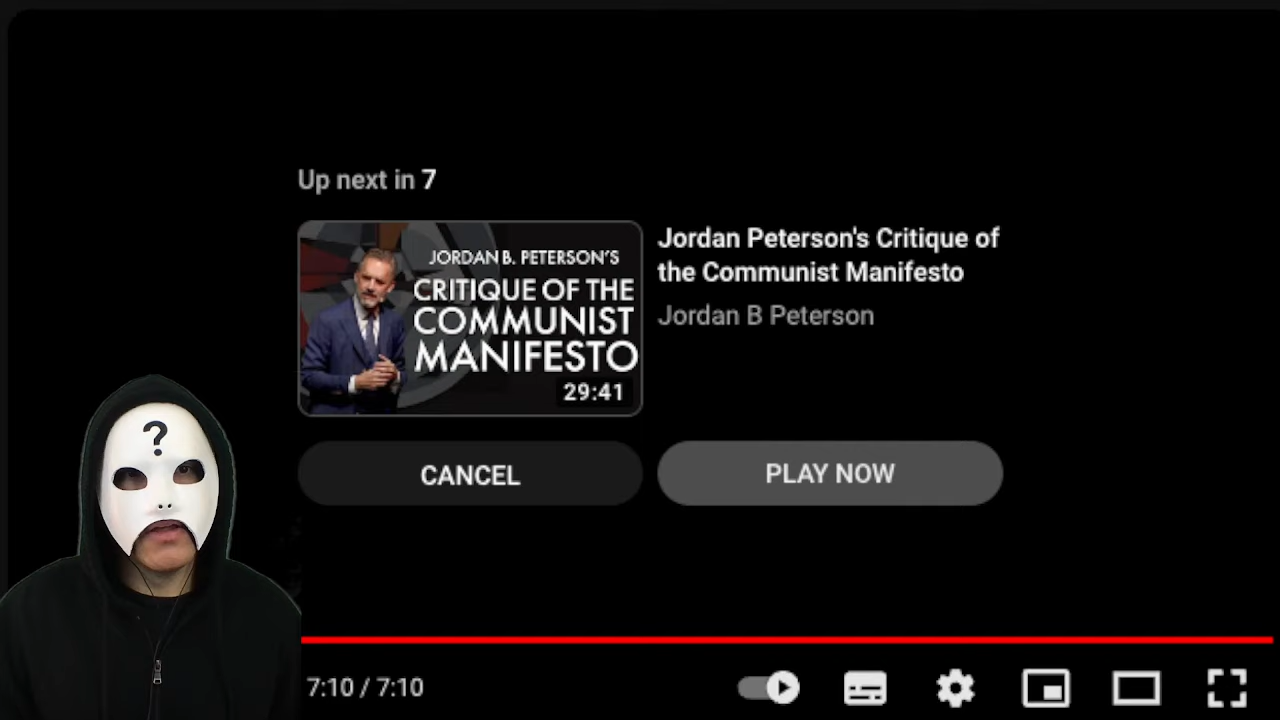 Up next in 7
JORDAN B. PETERSON'S
CRITIQUE OF THE
COMMUNIST
MANIFESTO
29:41
Jordan Peterson's Critique of
the Communist Manifesto
Jordan B Peterson
CANCEL
PLAY NOW
?
7:10 / 7:10